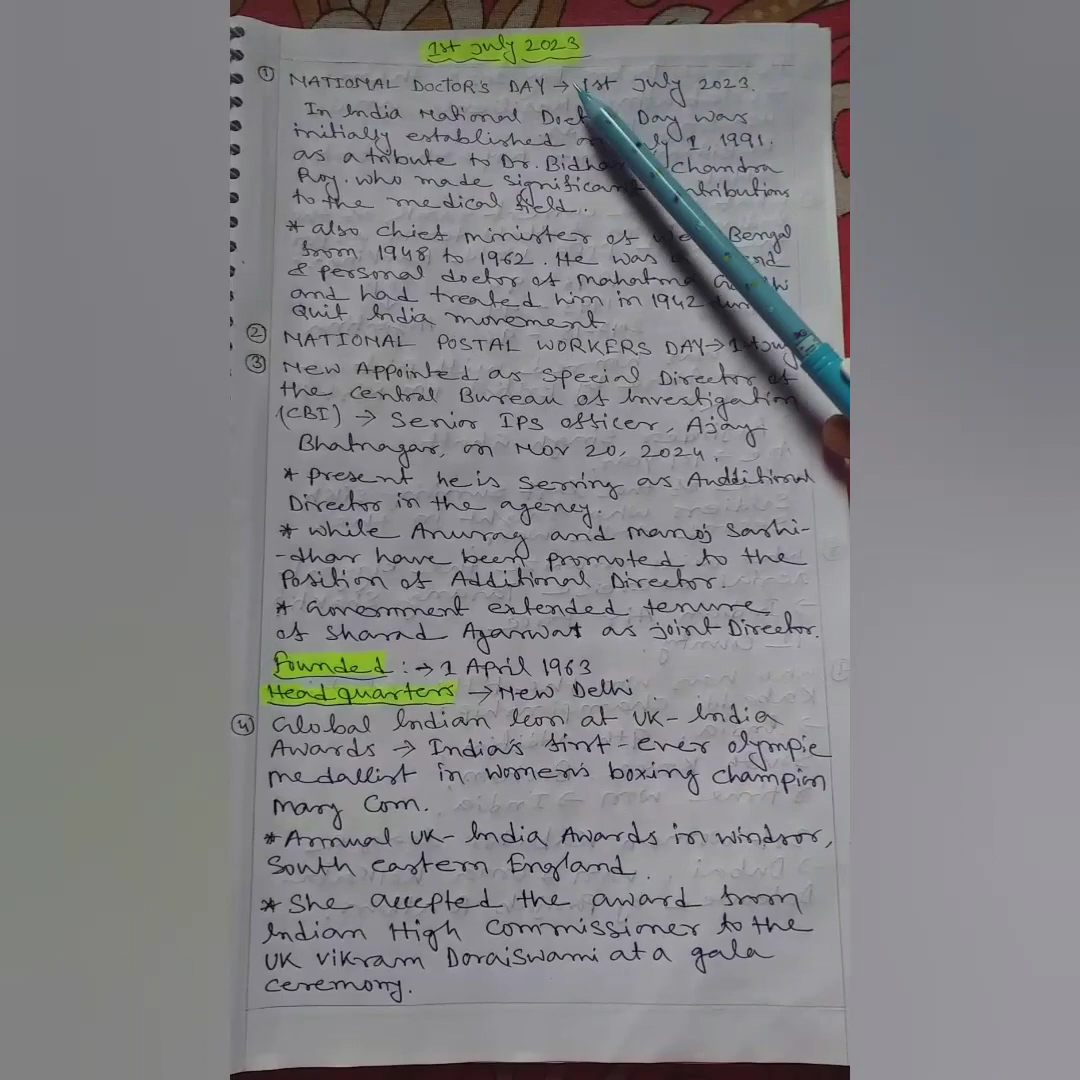 1st July 2023
① NATIONAL DOCTOR'S DAY → 1st July 2023.
In India National Day was
initially established 1, 1991.
as a tribute to Dr. Chandra
Roy. who made significant
to the medical field.
* also chief minister of Bengal
from 1948 to 1962. He was
& personal doctor of Mahatma
and had treated him in 1942
Quit India movement.
② NATIONAL POSTAL WORKERS DAY → 1st July
③ New Appointed as Special Director of
the Central Bureau of Investigation
(CBI) → Senior IPS officer, Ajay
Bhatnagar, on Nov 20, 2024.
* present he is serving as Audditional
Director in the agency.
* while Anurag and Manoj Sashi-
-dhar have been promoted to the
Position of Additional Director.
* Government extended tenure
of Sharad Agarwal as joint Director.
Founded : → 1 April 1963
Headquarters → New Delhi
④ Global Indian Icon at UK-India
Awards → India's first-ever olympic
medallist in women's boxing champion
Mary Com.
* Annual UK-India Awards in windsor,
South eastern England.
* She accepted the award from
Indian High Commissioner to the
UK Vikram Doraiswami at a gala
ceremony.